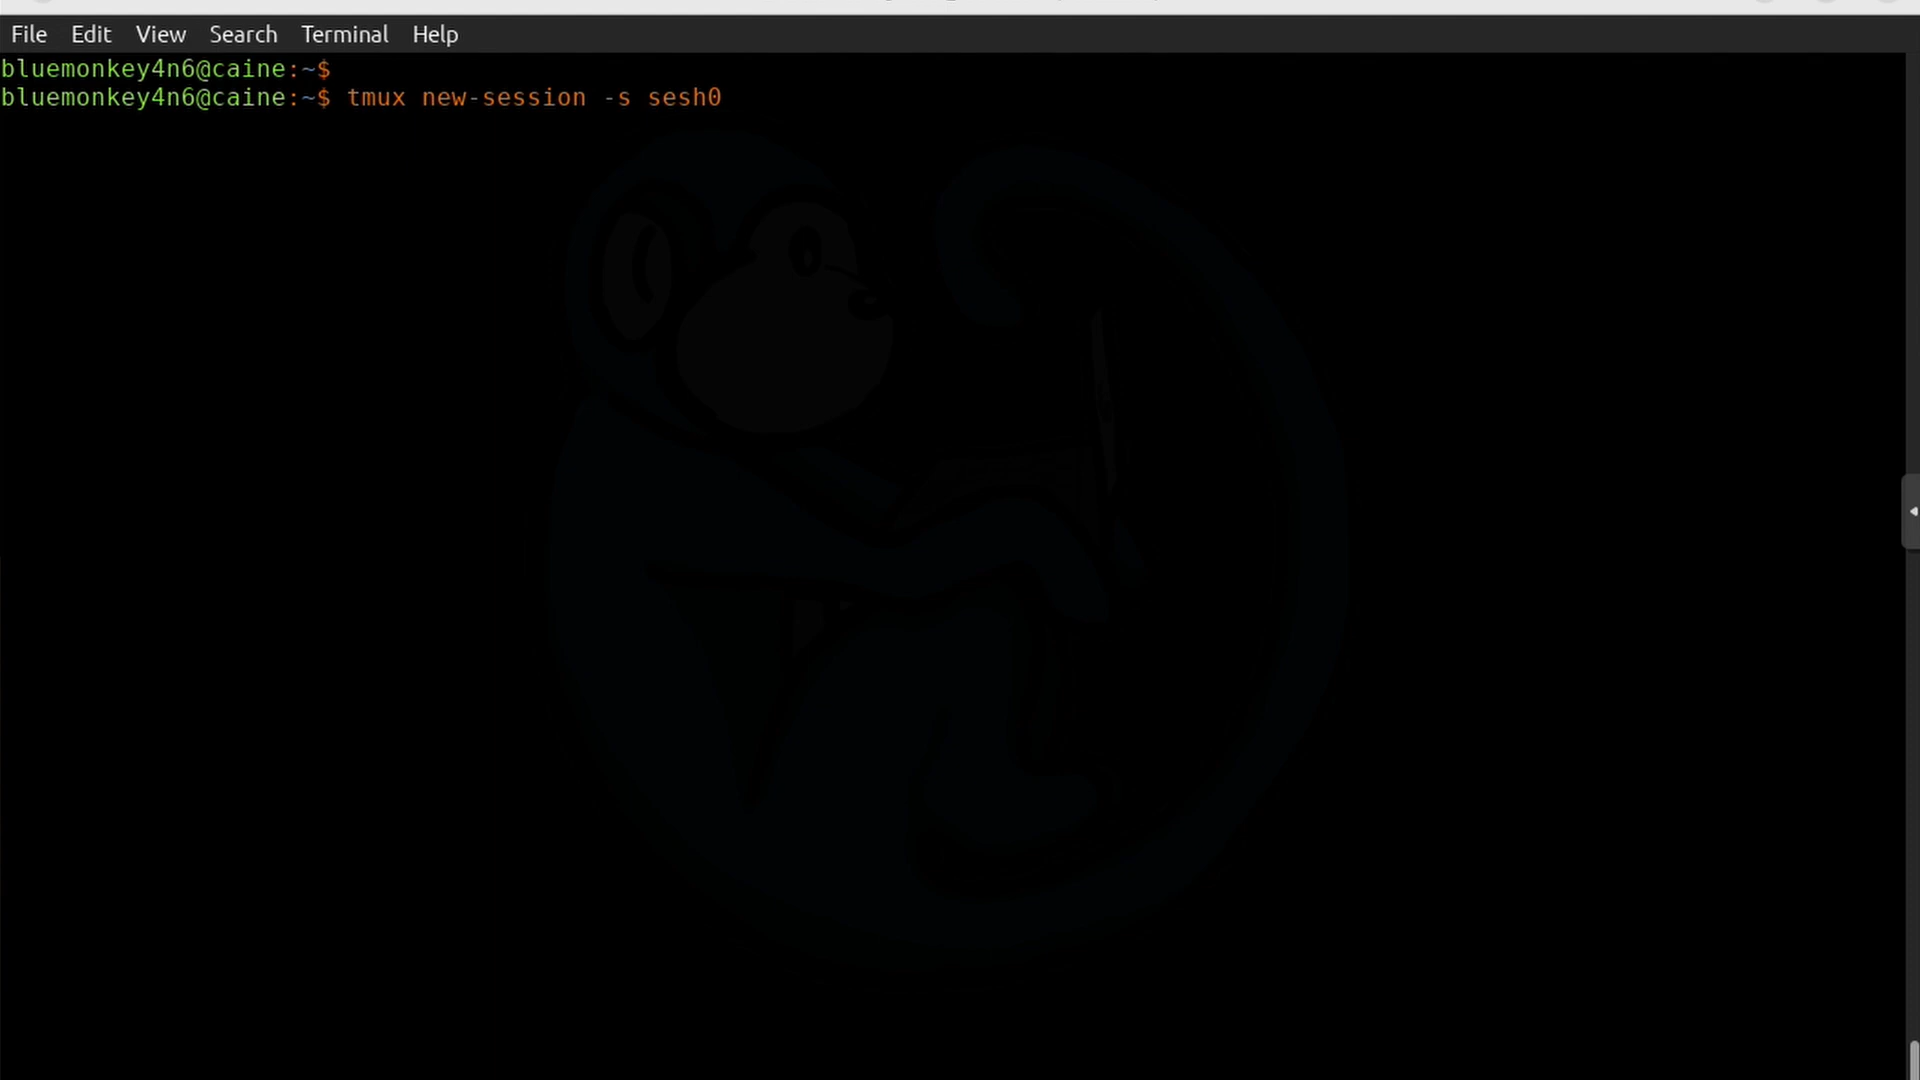 File Edit View Search Terminal Help
bluemonkey4n6@caine:~$
bluemonkey4n6@caine:~$ tmux new-session -s sesh0